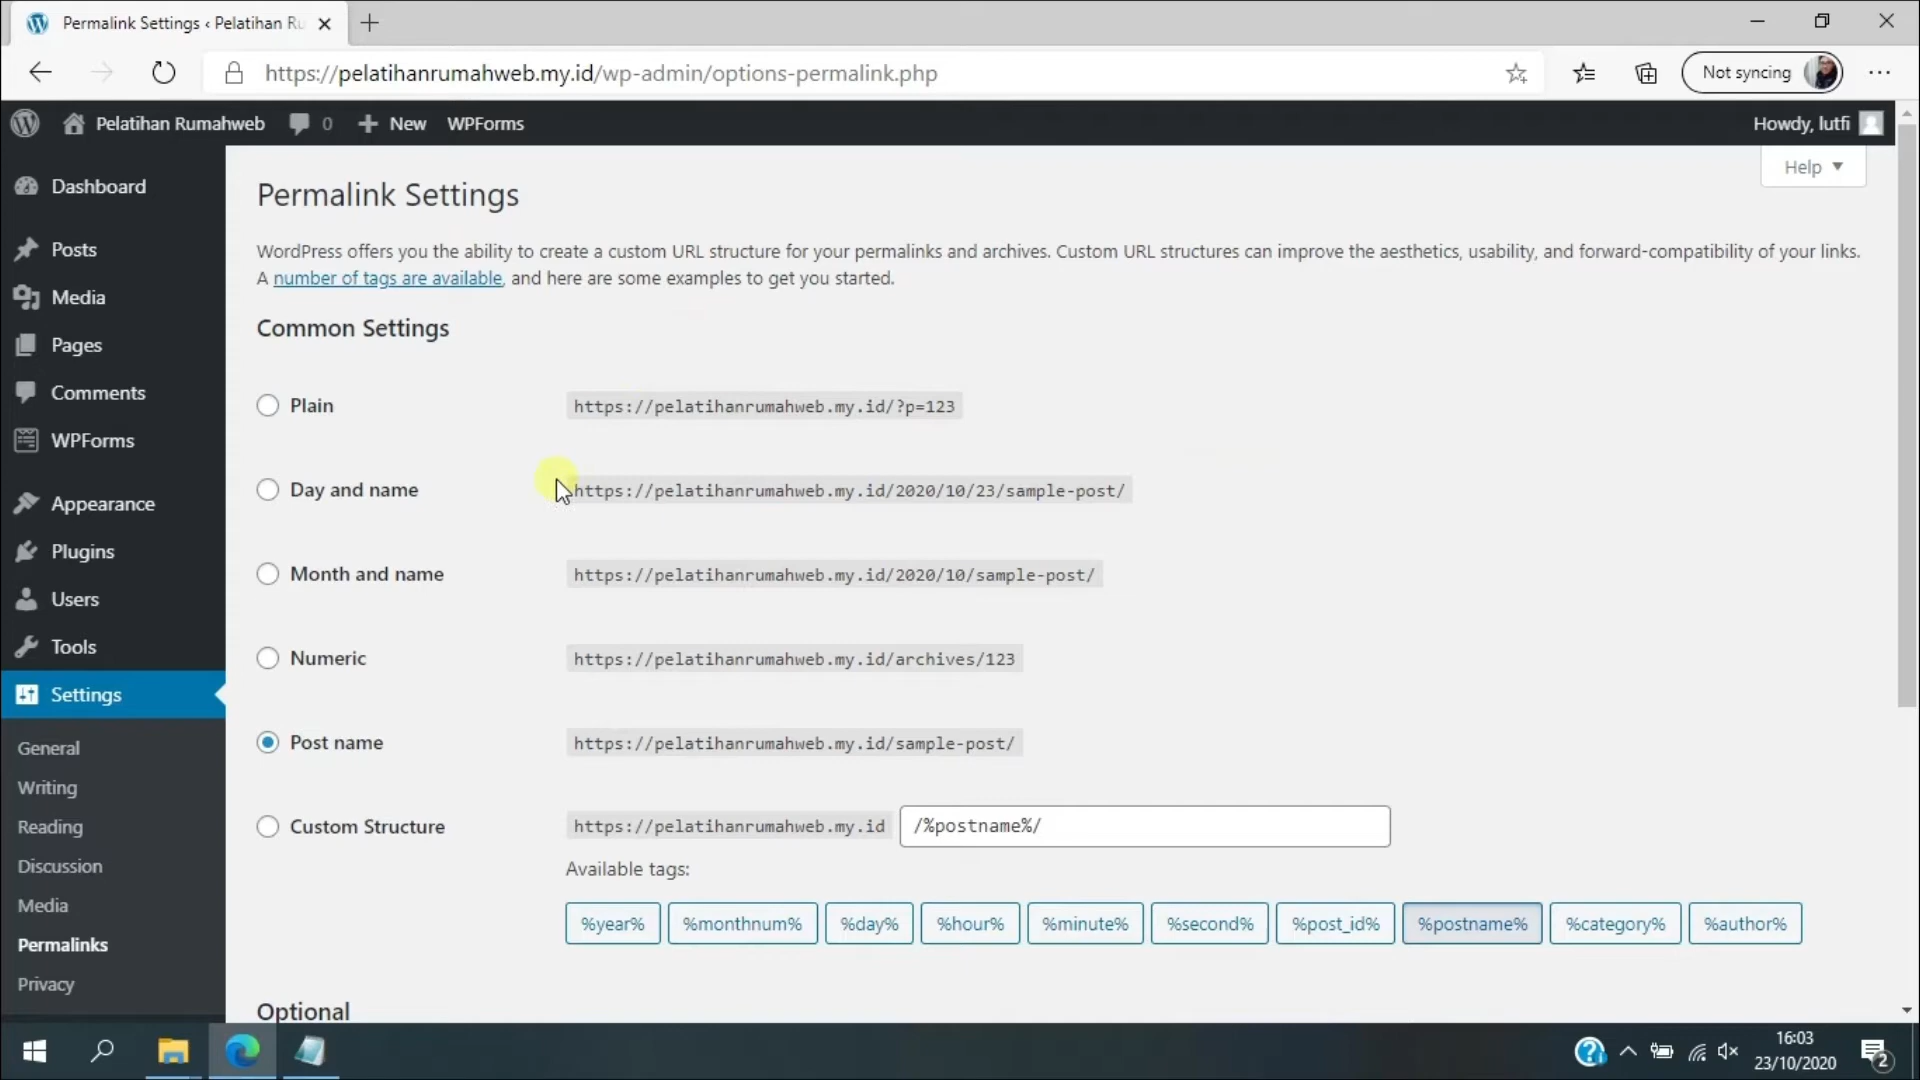 Permalink Settings ‹ Pelatihan Ru
https://pelatihanrumahweb.my.id/wp-admin/options-permalink.php
Not syncing
Pelatihan Rumahweb
0
New
WPForms
Howdy, lutfi
Help
Dashboard
Posts
Media
Pages
Comments
WPForms
Appearance
Plugins
Users
Tools
Settings
General
Writing
Reading
Discussion
Media
Permalinks
Privacy
Permalink Settings
WordPress offers you the ability to create a custom URL structure for your permalinks and archives. Custom URL structures can improve the aesthetics, usability, and forward-compatibility of your links.
A number of tags are available, and here are some examples to get you started.
Common Settings
Plain
https://pelatihanrumahweb.my.id/?p=123
Day and name
https://pelatihanrumahweb.my.id/2020/10/23/sample-post/
Month and name
https://pelatihanrumahweb.my.id/2020/10/sample-post/
Numeric
https://pelatihanrumahweb.my.id/archives/123
Post name
https://pelatihanrumahweb.my.id/sample-post/
Custom Structure
https://pelatihanrumahweb.my.id
/%postname%/
Available tags:
%year%
%monthnum%
%day%
%hour%
%minute%
%second%
%post_id%
%postname%
%category%
%author%
Optional
16:03
23/10/2020
2